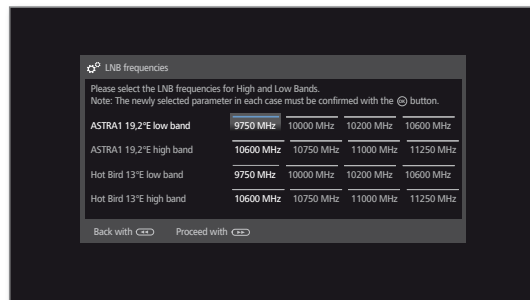 LNB frequencies
Please select the LNB frequencies for High and Low Bands.
Note: The newly selected parameter in each case must be confirmed with the OK button.
ASTRA1 19,2°E low band 9750 MHz 10000 MHz 10200 MHz 10600 MHz
ASTRA1 19,2°E high band 10600 MHz 10750 MHz 11000 MHz 11250 MHz
Hot Bird 13°E low band 9750 MHz 10000 MHz 10200 MHz 10600 MHz
Hot Bird 13°E high band 10600 MHz 10750 MHz 11000 MHz 11250 MHz
Back with Proceed with